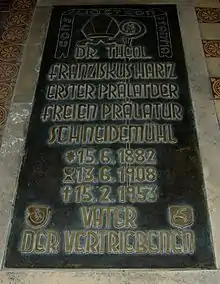 DR. THEOL
FRANZISKUS HARTZ
ERSTER PRÄLAT DER
FREIEN PRÄLATUR
SCHNEIDEMÜHL
15.6.1882
13.6.1908
15.2.1953
VATER
DER VERTRIEBENEN